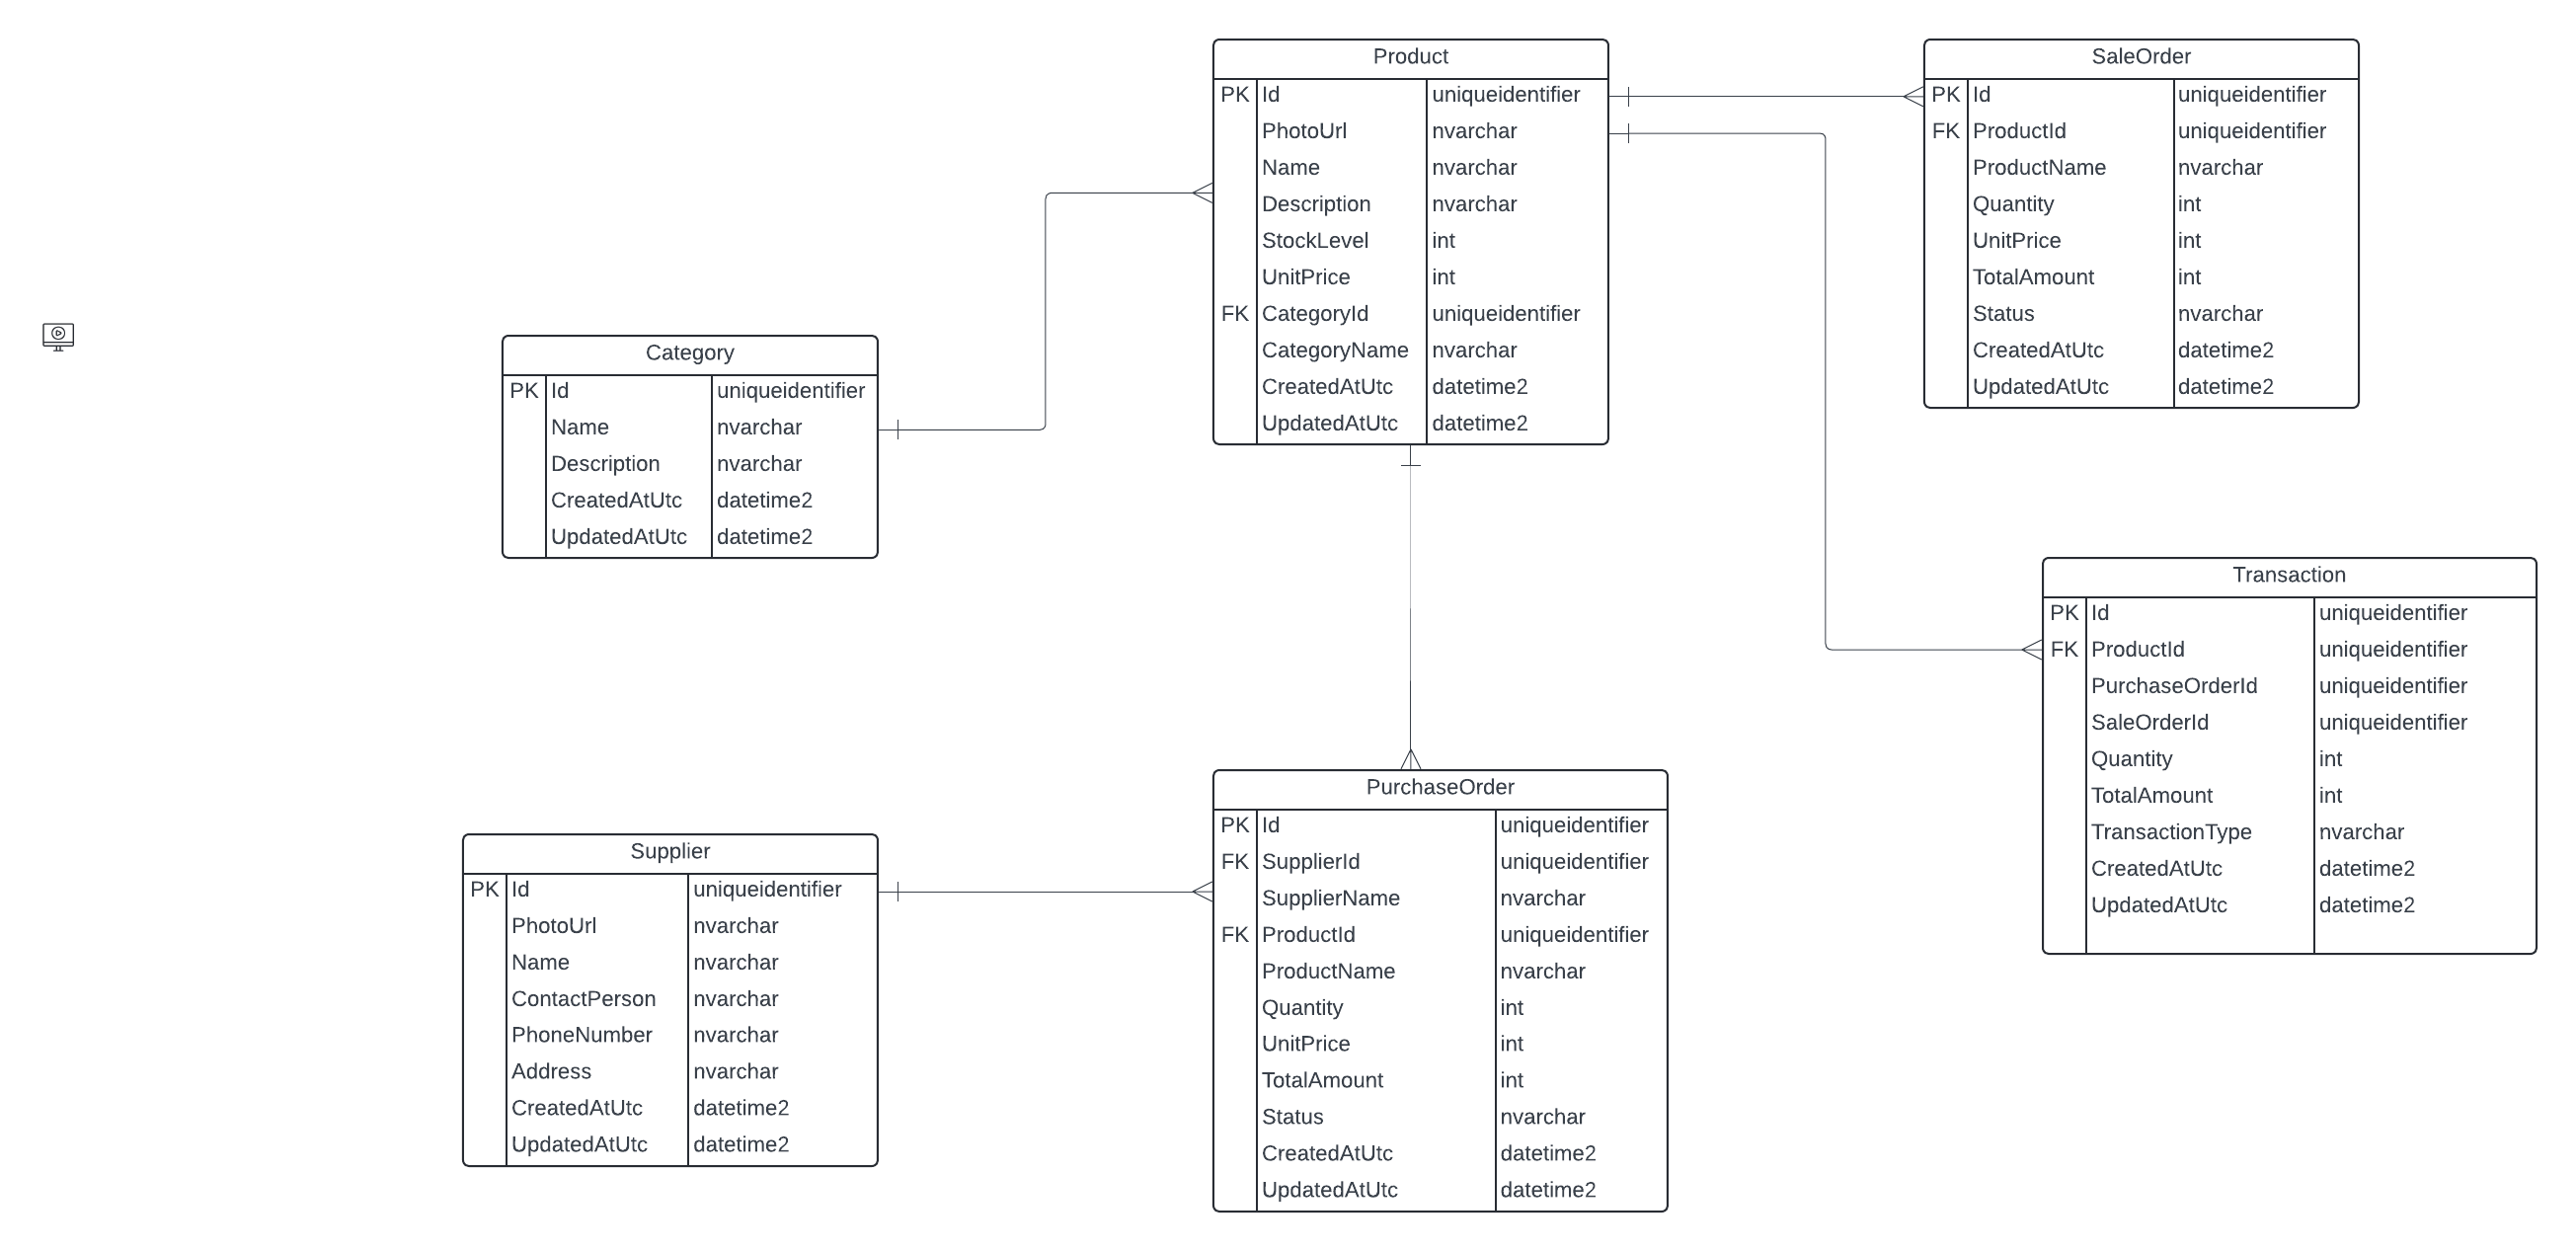 Product
PK Id uniqueidentifier
PhotoUrl nvarchar
Name nvarchar
Description nvarchar
StockLevel int
UnitPrice int
FK CategoryId uniqueidentifier
CategoryName nvarchar
CreatedAtUtc datetime2
UpdatedAtUtc datetime2
SaleOrder
PK Id uniqueidentifier
FK ProductId uniqueidentifier
ProductName nvarchar
Quantity int
UnitPrice int
TotalAmount int
Status nvarchar
CreatedAtUtc datetime2
UpdatedAtUtc datetime2
Category
PK Id uniqueidentifier
Name nvarchar
Description nvarchar
CreatedAtUtc datetime2
UpdatedAtUtc datetime2
Transaction
PK Id uniqueidentifier
FK ProductId uniqueidentifier
PurchaseOrderId uniqueidentifier
SaleOrderId uniqueidentifier
Quantity int
TotalAmount int
TransactionType nvarchar
CreatedAtUtc datetime2
UpdatedAtUtc datetime2
Supplier
PK Id uniqueidentifier
PhotoUrl nvarchar
Name nvarchar
ContactPerson nvarchar
PhoneNumber nvarchar
Address nvarchar
CreatedAtUtc datetime2
UpdatedAtUtc datetime2
PurchaseOrder
PK Id uniqueidentifier
FK SupplierId uniqueidentifier
SupplierName nvarchar
FK ProductId uniqueidentifier
ProductName nvarchar
Quantity int
UnitPrice int
TotalAmount int
Status nvarchar
CreatedAtUtc datetime2
UpdatedAtUtc datetime2